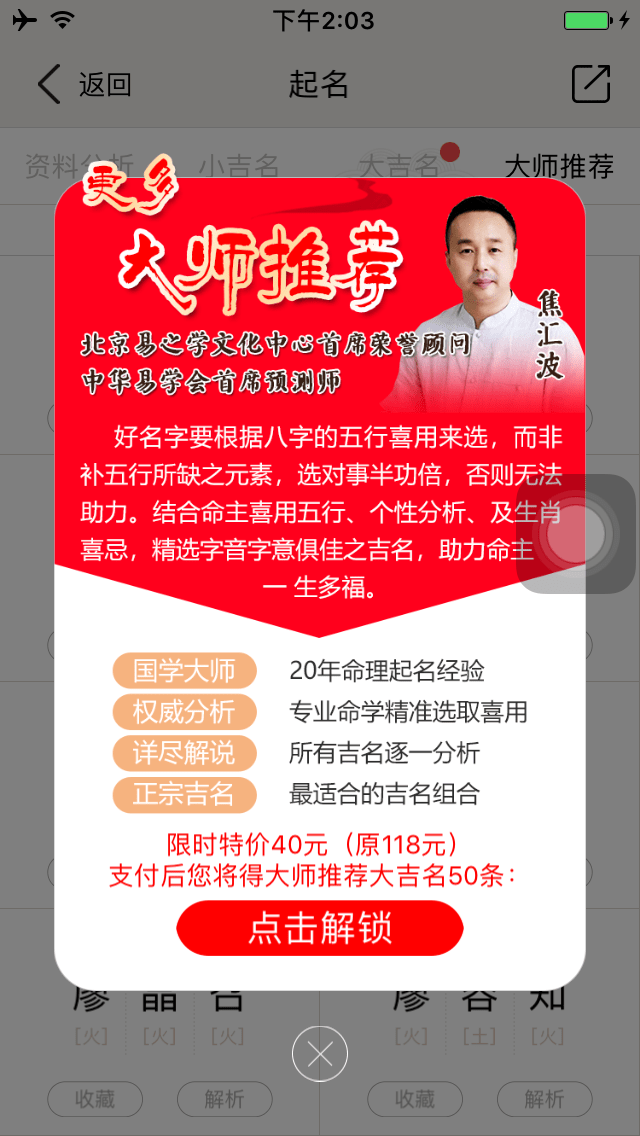 下午2:03
返回
起名
资料分析
小吉名
大吉名
大师推荐
更多
大师推荐
焦汇波
北京易之学文化中心首席荣誉顾问
中华易学会首席预测师
好名字要根据八字的五行喜用来选，而非
补五行所缺之元素，选对事半功倍，否则无法
助力。结合命主喜用五行、个性分析、及生肖
喜忌，精选字音字意俱佳之吉名，助力命主
一 生多福。
国学大师 20年命理起名经验
权威分析 专业命学精准选取喜用
详尽解说 所有吉名逐一分析
正宗吉名 最适合的吉名组合
限时特价40元（原118元）
支付后您将得大师推荐大吉名50条：
点击解锁
廖 晶 召 廖 容 知
[火] [火] [火] [火] [土] [火]
收藏 解析 收藏 解析